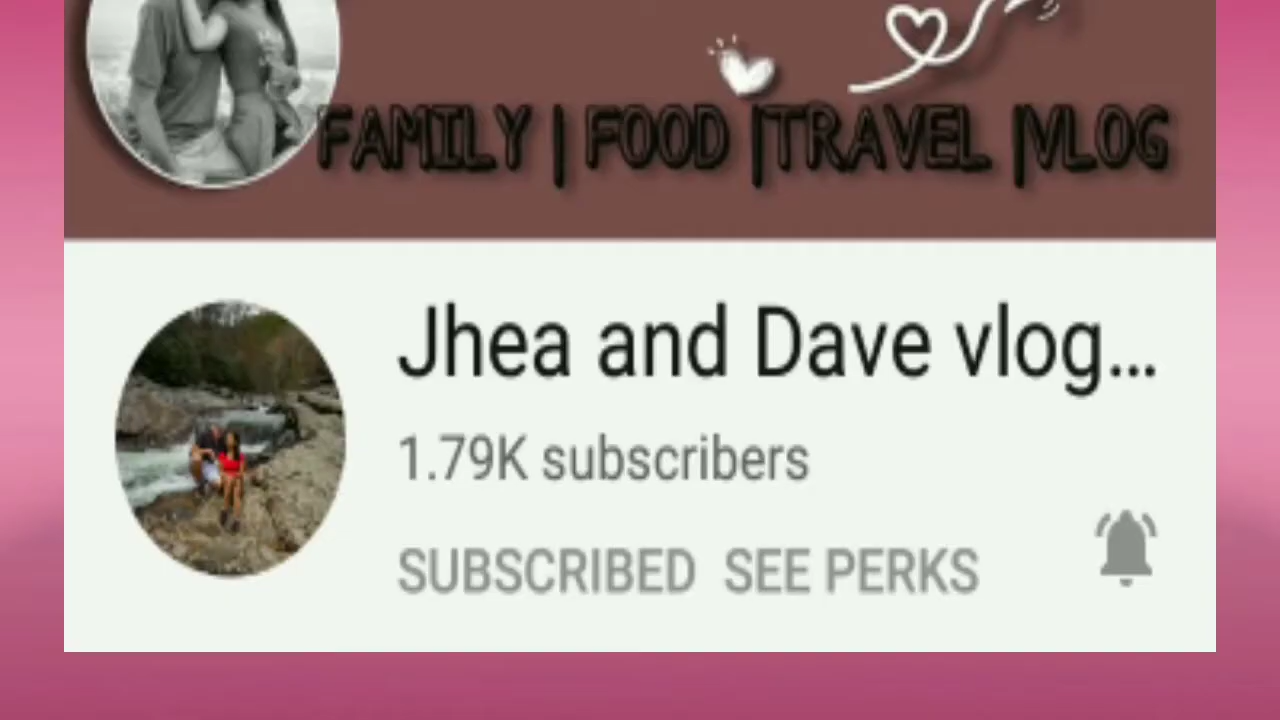 FAMILY | FOOD |TRAVEL |VLOG
Jhea and Dave vlog...
1.79K subscribers
SUBSCRIBED SEE PERKS